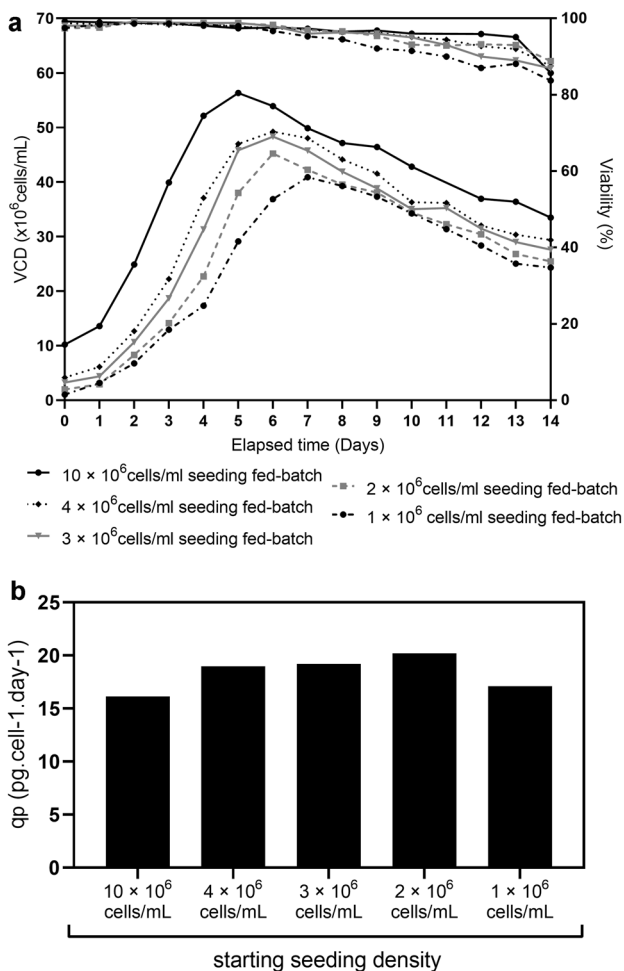 a
70
60
50
40
30
20
10
0
VCD (x10⁶cells/mL)
100
80
60
40
20
0
Viability (%)
0 1 2 3 4 5 6 7 8 9 10 11 12 13 14
Elapsed time (Days)
10 × 10⁶cells/ml seeding fed-batch
4 × 10⁶cells/ml seeding fed-batch
3 × 10⁶cells/ml seeding fed-batch
2 × 10⁶cells/ml seeding fed-batch
1 × 10⁶ cells/ml seeding fed-batch
b
25
20
15
10
5
0
qp (pg.cell-1.day-1)
10 × 10⁶ 4 × 10⁶ 3 × 10⁶ 2 × 10⁶ 1 × 10⁶
cells/mL cells/mL cells/mL cells/mL cells/mL
starting seeding density